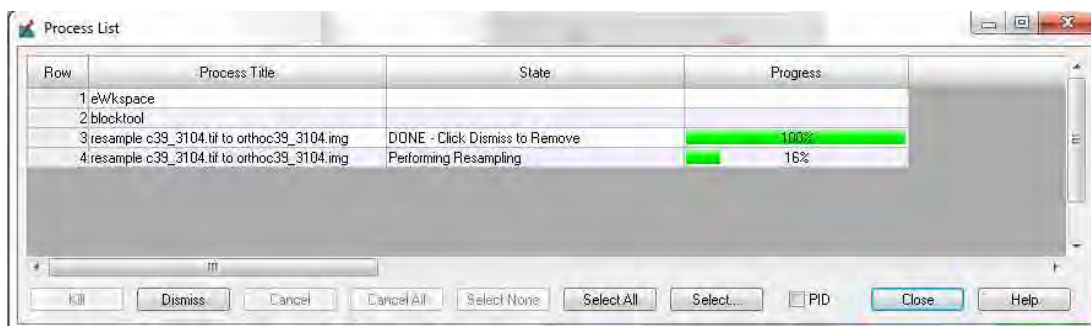 Process List
Row Process Title State Progress
1 eWkspace
2 blocktool
3 resample c39_3104.tif to orthoc39_3104.img DONE - Click Dismiss to Remove 100%
4 resample c39_3104.tif to orthoc39_3104.img Performing Resampling 16%
Kill Dismiss Cancel Cancel All Select None Select All Select... PID Close Help